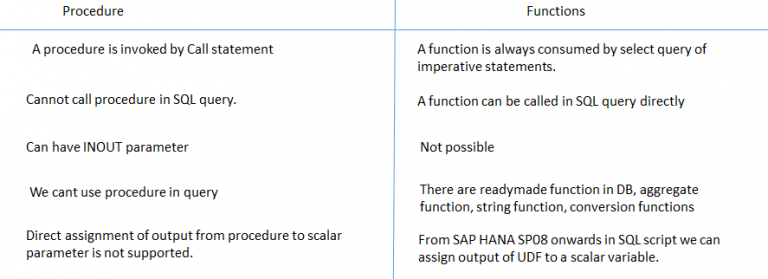 Procedure
Functions
A procedure is invoked by Call statement
A function is always consumed by select query of
imperative statements.
Cannot call procedure in SQL query.
A function can be called in SQL query directly
Can have INOUT parameter
Not possible
We cant use procedure in query
There are readymade function in DB, aggregate
function, string function, conversion functions
Direct assignment of output from procedure to scalar
parameter is not supported.
From SAP HANA SP08 onwards in SQL script we can
assign output of UDF to a scalar variable.